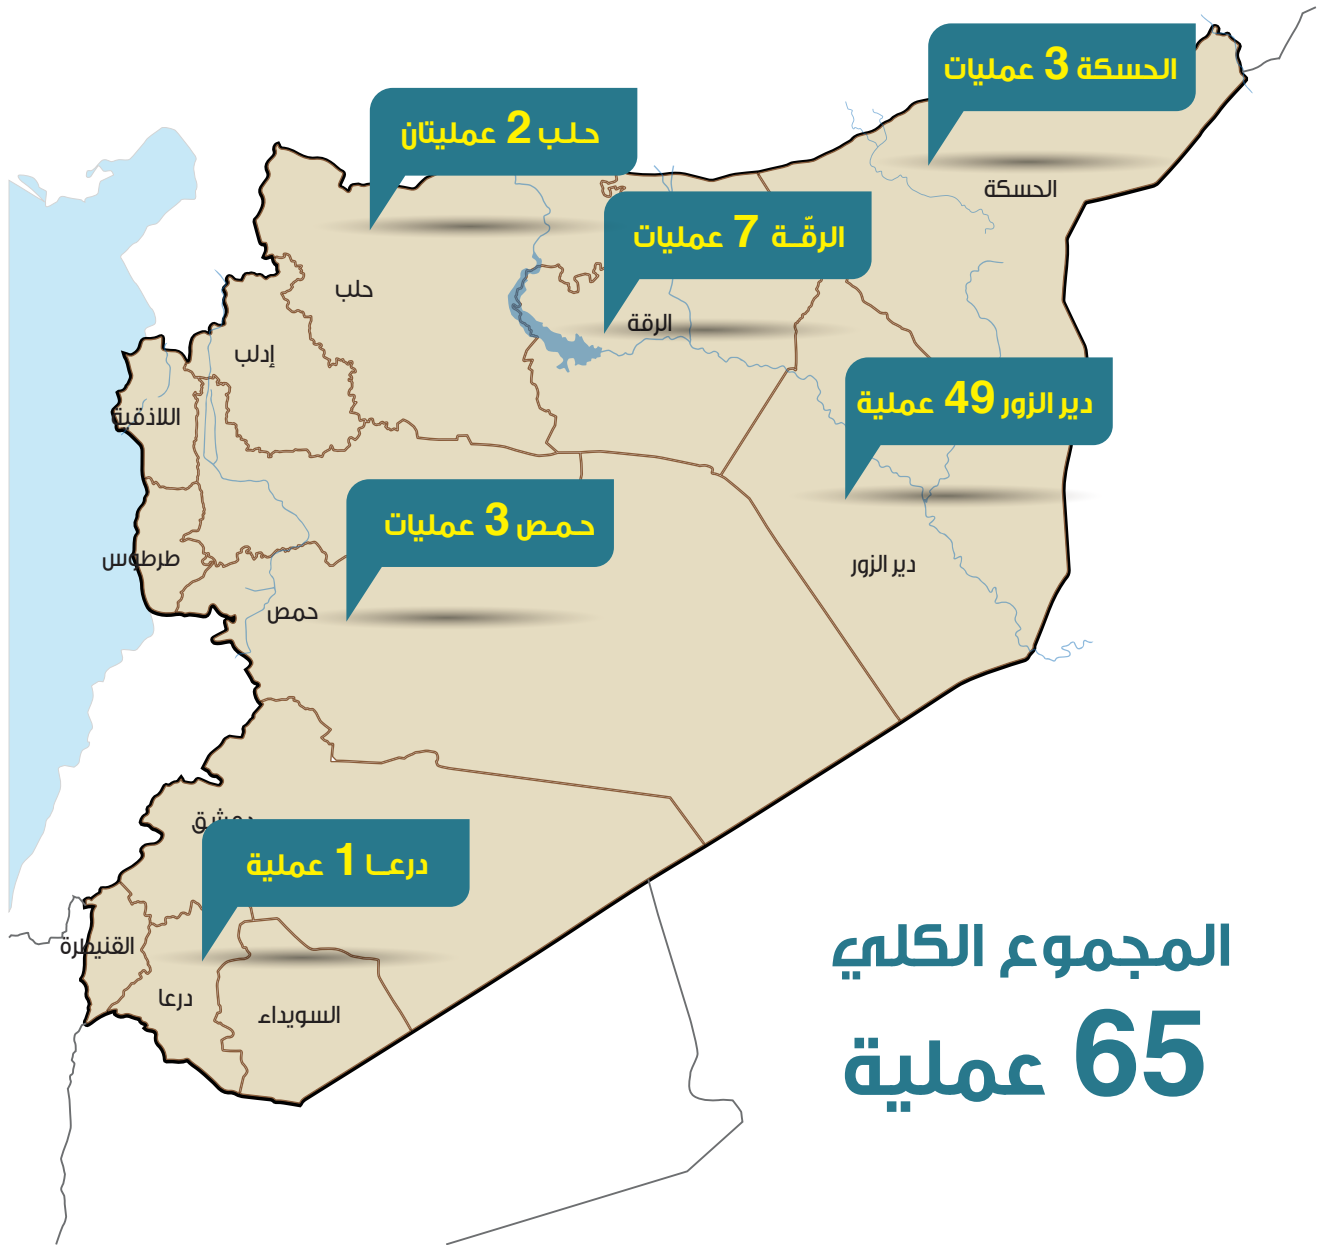 الحسكة 3 عمليات
حلب 2 عمليتان
الحسكة
الرقّة 7 عمليات
حلب
الرقة
إدلب
دير الزور 49 عملية
اللاذقية
حمص 3 عمليات
طرطوس
دير الزور
حمص
دمشق
درعا 1 عملية
القنيطرة
درعا
السويداء
المجموع الكلي
65 عملية